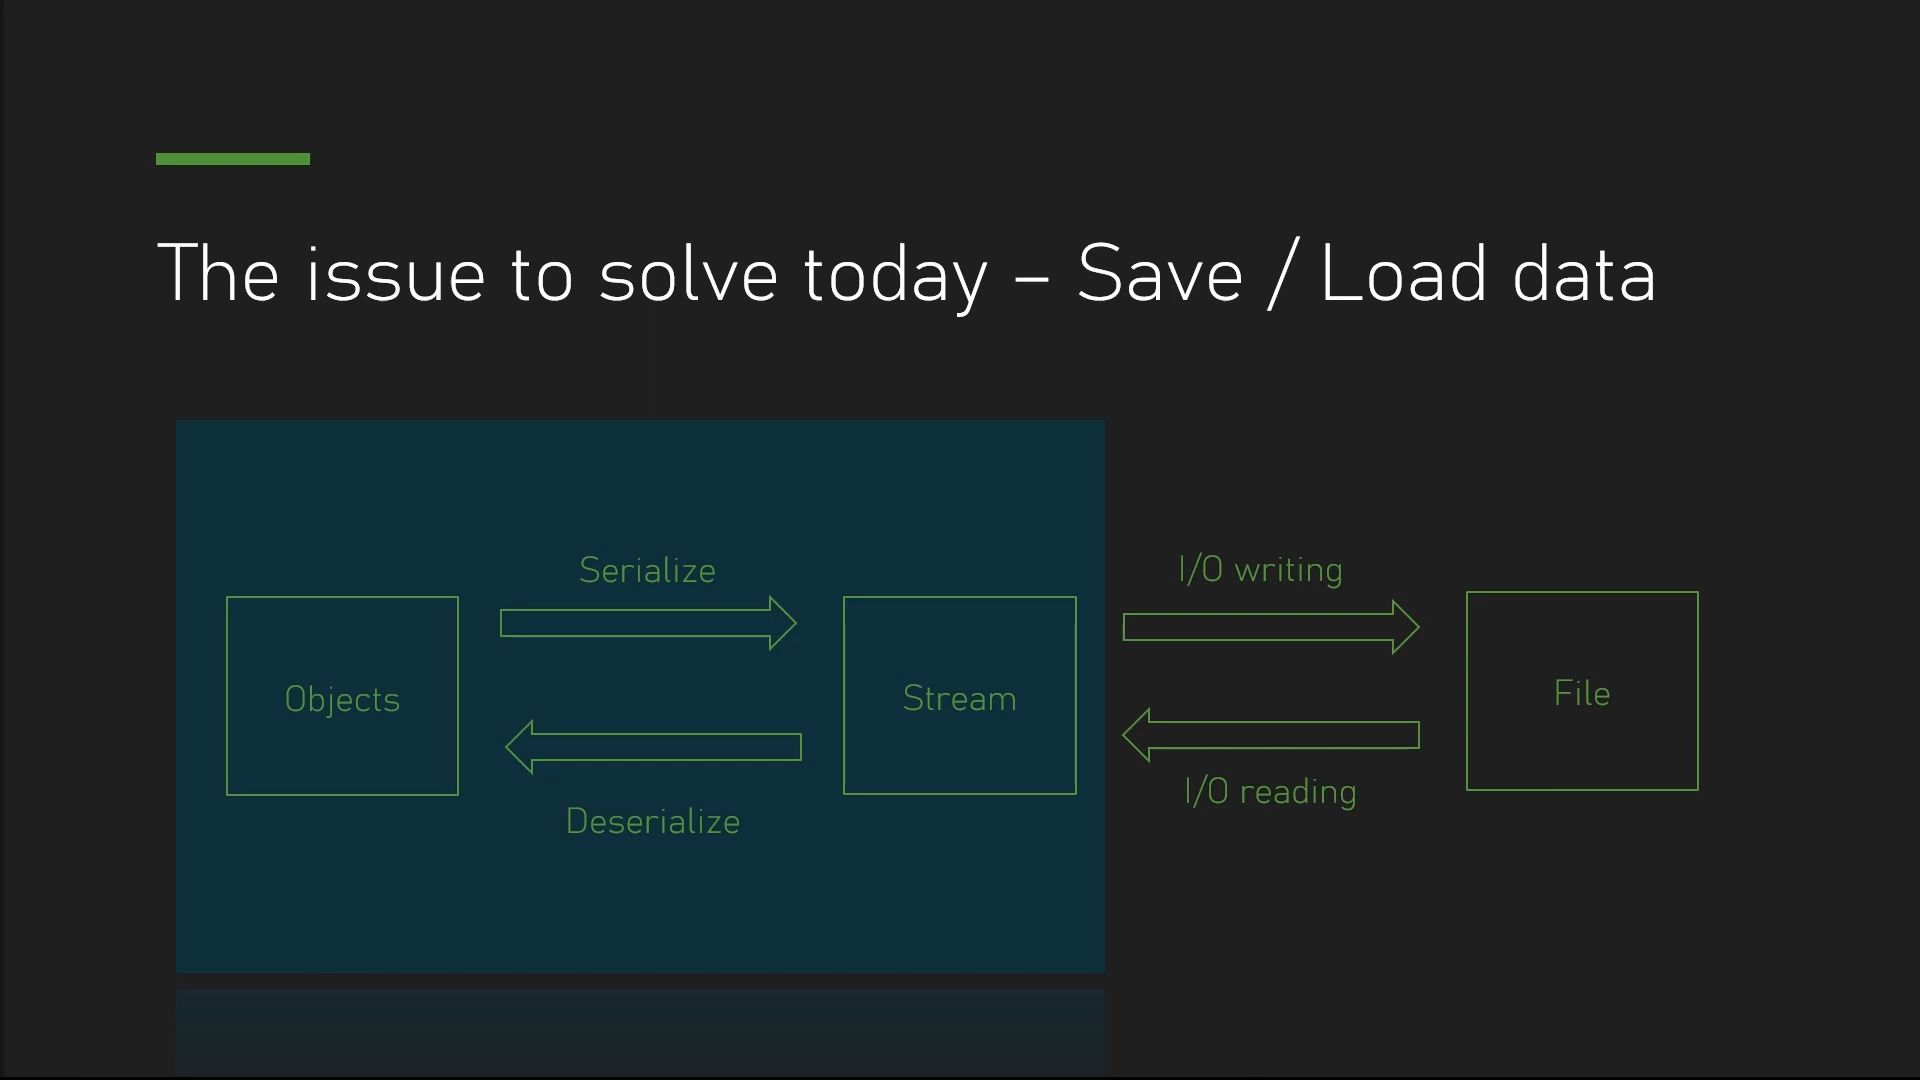 The issue to solve today – Save / Load data
Serialize
I/O writing
Objects
Stream
File
Deserialize
I/O reading